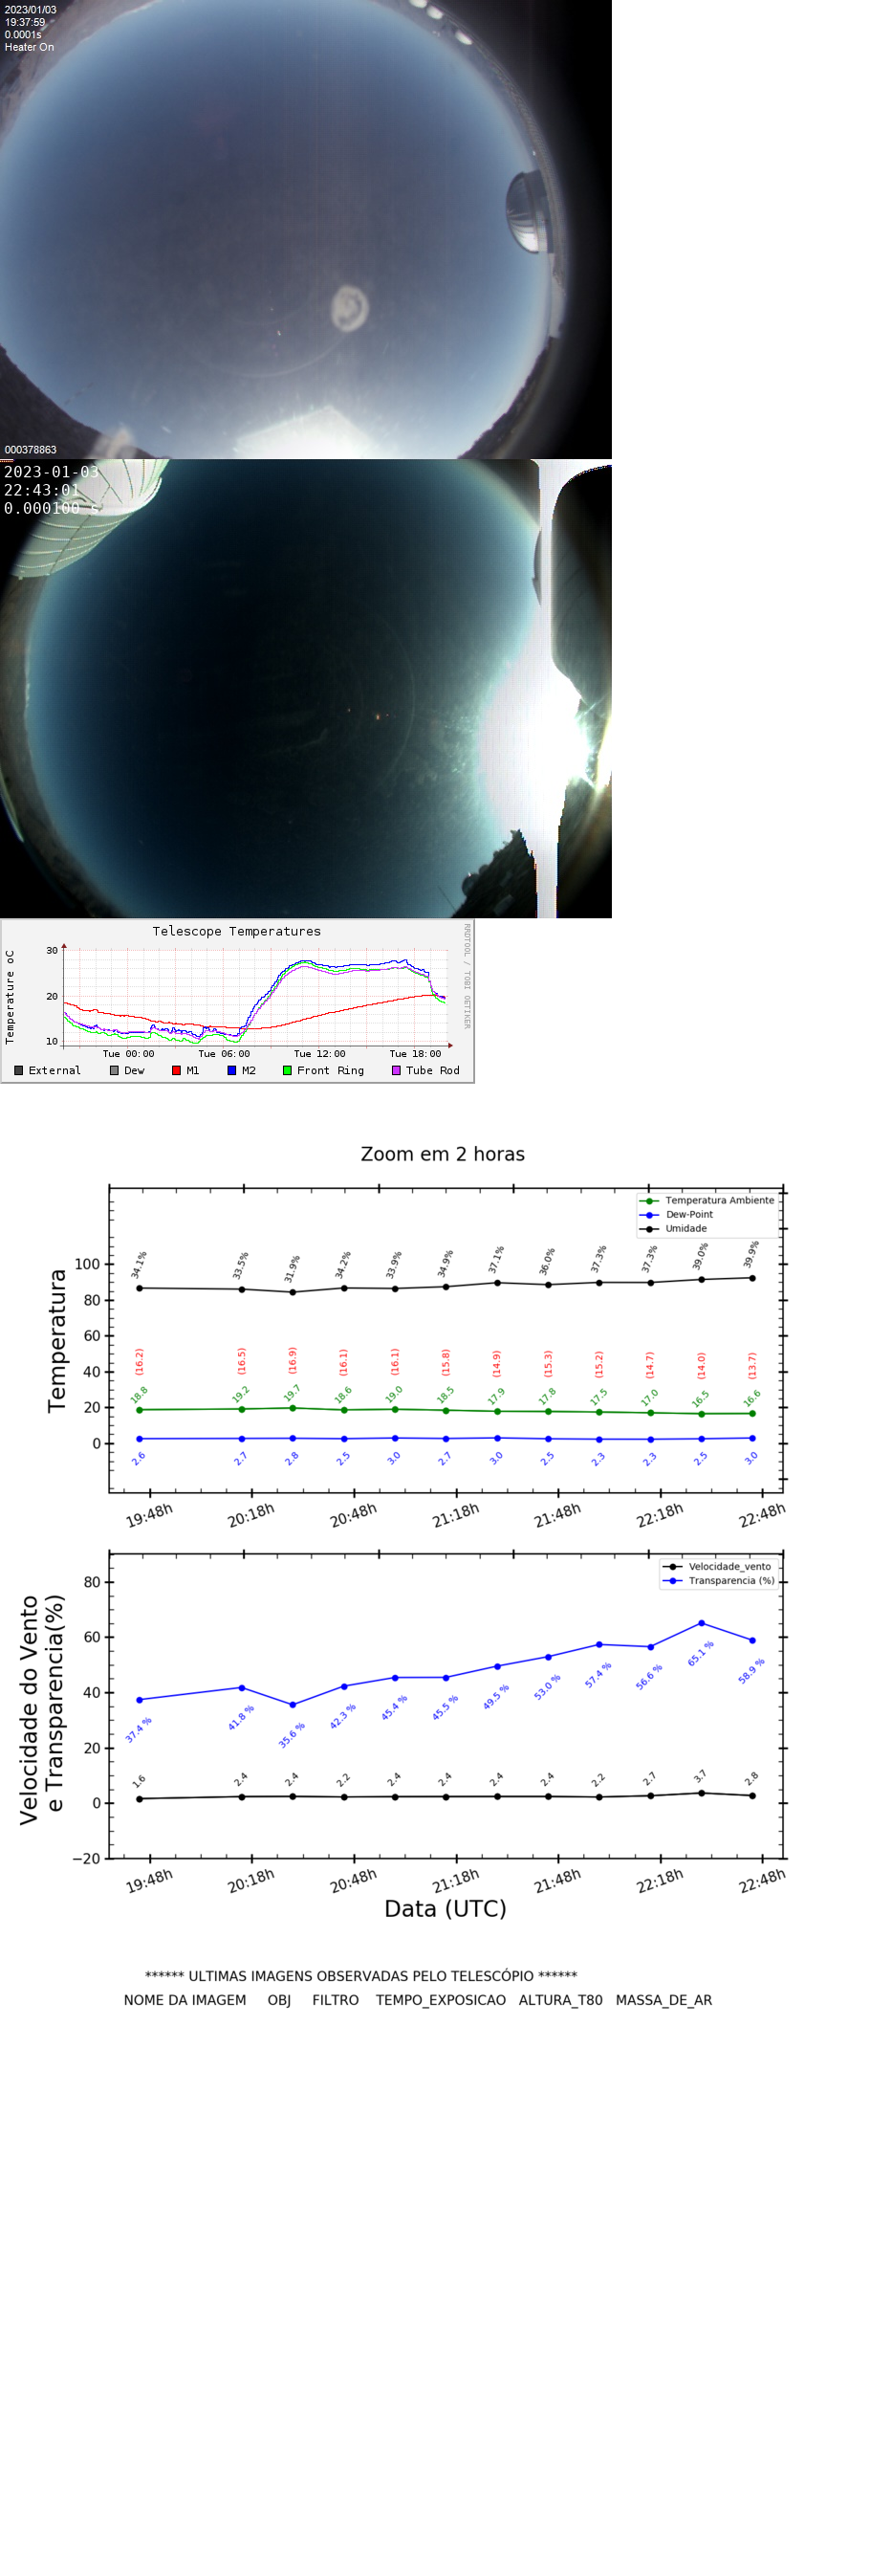 2023/01/03
19:37:59
0.0001s
Heater On
000378863
2023-01-03
22:43:01
0.000100 s
Telescope Temperatures
RRDTOOL / TOBI OETIKER
Temperature oC
30
20
10
Tue 00:00 Tue 06:00 Tue 12:00 Tue 18:00
External Dew M1 M2 Front Ring Tube Rod
Zoom em 2 horas
Temperatura Ambiente
Dew-Point
Umidade
Temperatura
100
80
60
40
20
0
34.1% 33.5% 31.9% 34.2% 33.9% 34.9% 37.1% 36.0% 37.3% 37.3% 39.0% 39.9%
(16.2) (16.5) (16.9) (16.1) (16.1) (15.8) (14.9) (15.3) (15.2) (14.7) (14.0) (13.7)
18.8 19.2 19.7 18.6 19.0 18.5 17.9 17.8 17.5 17.0 16.5 16.6
2.6 2.7 2.8 2.5 3.0 2.7 3.0 2.5 2.3 2.3 2.5 3.0
19:48h 20:18h 20:48h 21:18h 21:48h 22:18h 22:48h
Velocidade_vento
Transparencia (%)
Velocidade do Vento
e Transparencia(%)
80
60
40
20
0
−20
37.4 % 41.8 % 35.6 % 42.3 % 45.4 % 45.5 % 49.5 % 53.0 % 57.4 % 56.6 % 65.1 % 58.9 %
1.6 2.4 2.4 2.2 2.4 2.4 2.4 2.4 2.2 2.7 3.7 2.8
19:48h 20:18h 20:48h 21:18h 21:48h 22:18h 22:48h
Data (UTC)
****** ULTIMAS IMAGENS OBSERVADAS PELO TELESCÓPIO ******
NOME DA IMAGEM OBJ FILTRO TEMPO_EXPOSICAO ALTURA_T80 MASSA_DE_AR